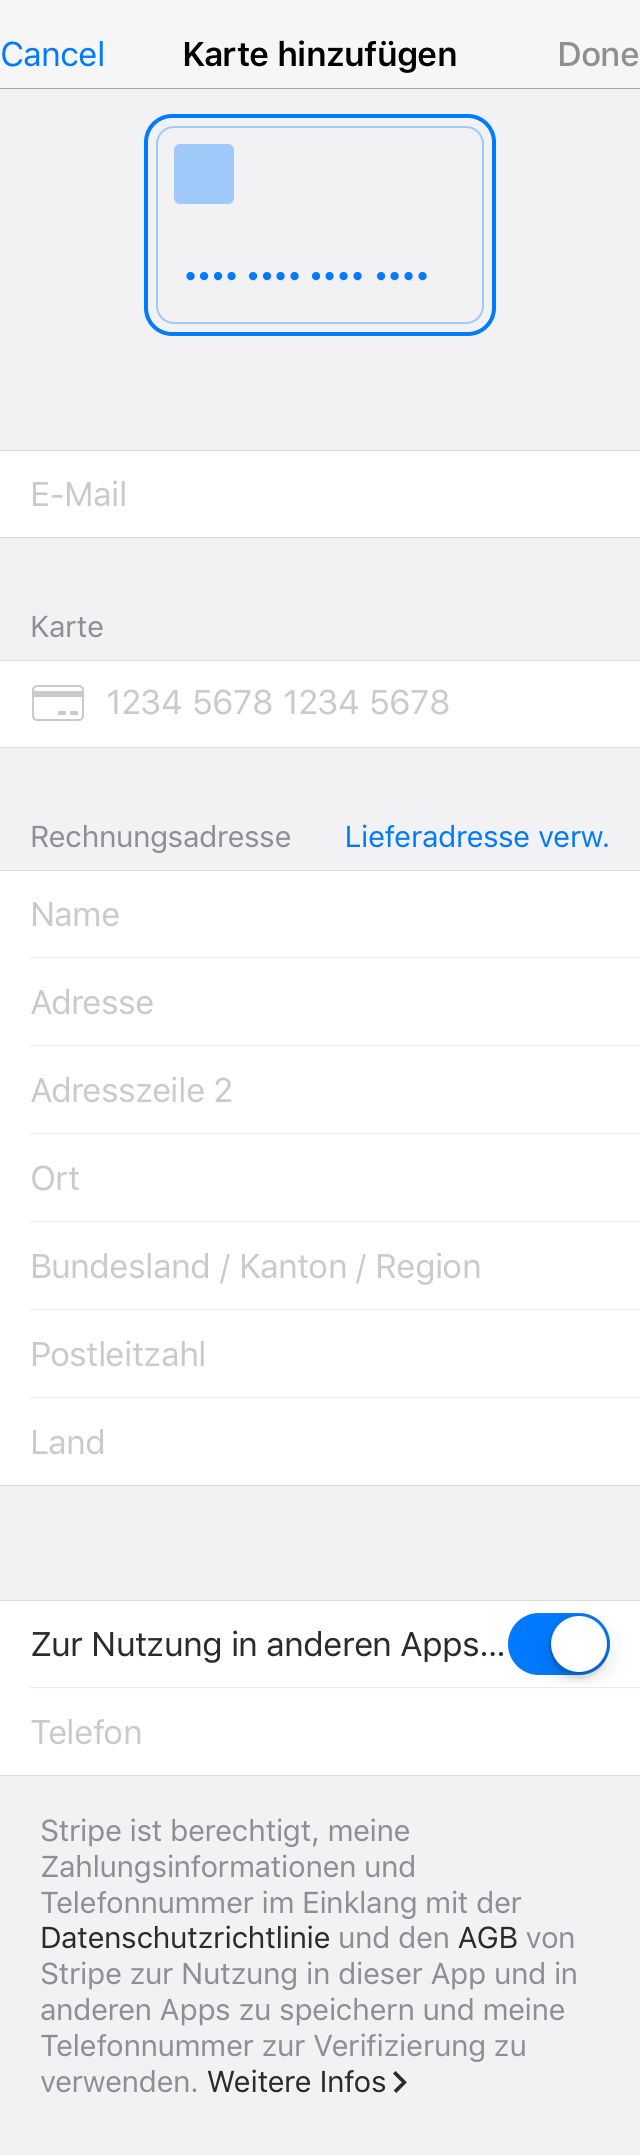 Cancel Karte hinzufügen Done
•••• •••• •••• ••••
E-Mail
Karte
1234 5678 1234 5678
Rechnungsadresse Lieferadresse verw.
Name
Adresse
Adresszeile 2
Ort
Bundesland / Kanton / Region
Postleitzahl
Land
Zur Nutzung in anderen Apps...
Telefon
Stripe ist berechtigt, meine
Zahlungsinformationen und
Telefonnummer im Einklang mit der
Datenschutzrichtlinie und den AGB von
Stripe zur Nutzung in dieser App und in
anderen Apps zu speichern und meine
Telefonnummer zur Verifizierung zu
verwenden. Weitere Infos